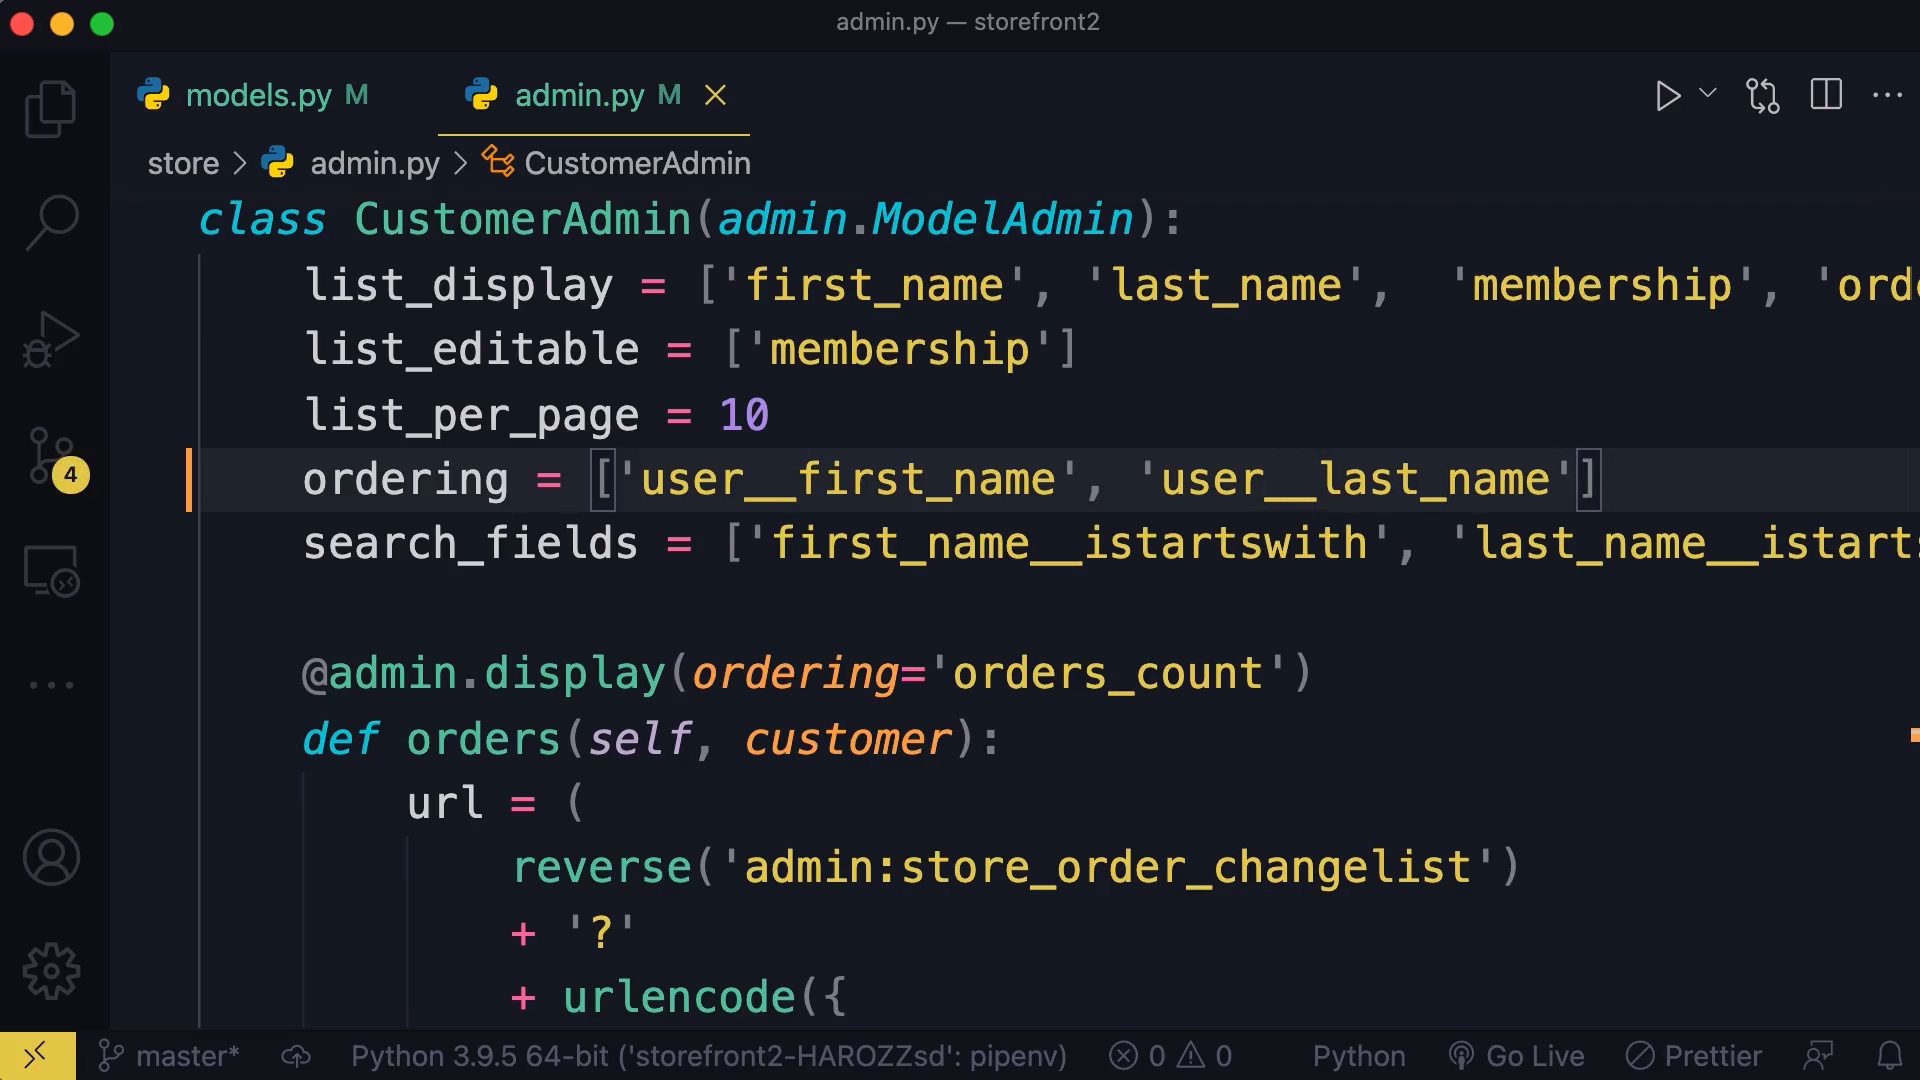 admin.py — storefront2
models.py M admin.py M
store > admin.py > CustomerAdmin
class CustomerAdmin(admin.ModelAdmin):
list_display = ['first_name', 'last_name',  'membership', 'ord
list_editable = ['membership']
list_per_page = 10
ordering = ['user__first_name', 'user__last_name']
search_fields = ['first_name__istartswith', 'last_name__istarts
@admin.display(ordering='orders_count')
def orders(self, customer):
url = (
reverse('admin:store_order_changelist')
+ '?'
+ urlencode({
4
master* Python 3.9.5 64-bit ('storefront2-HAROZZsd': pipenv) 0 0 Python Go Live Prettier